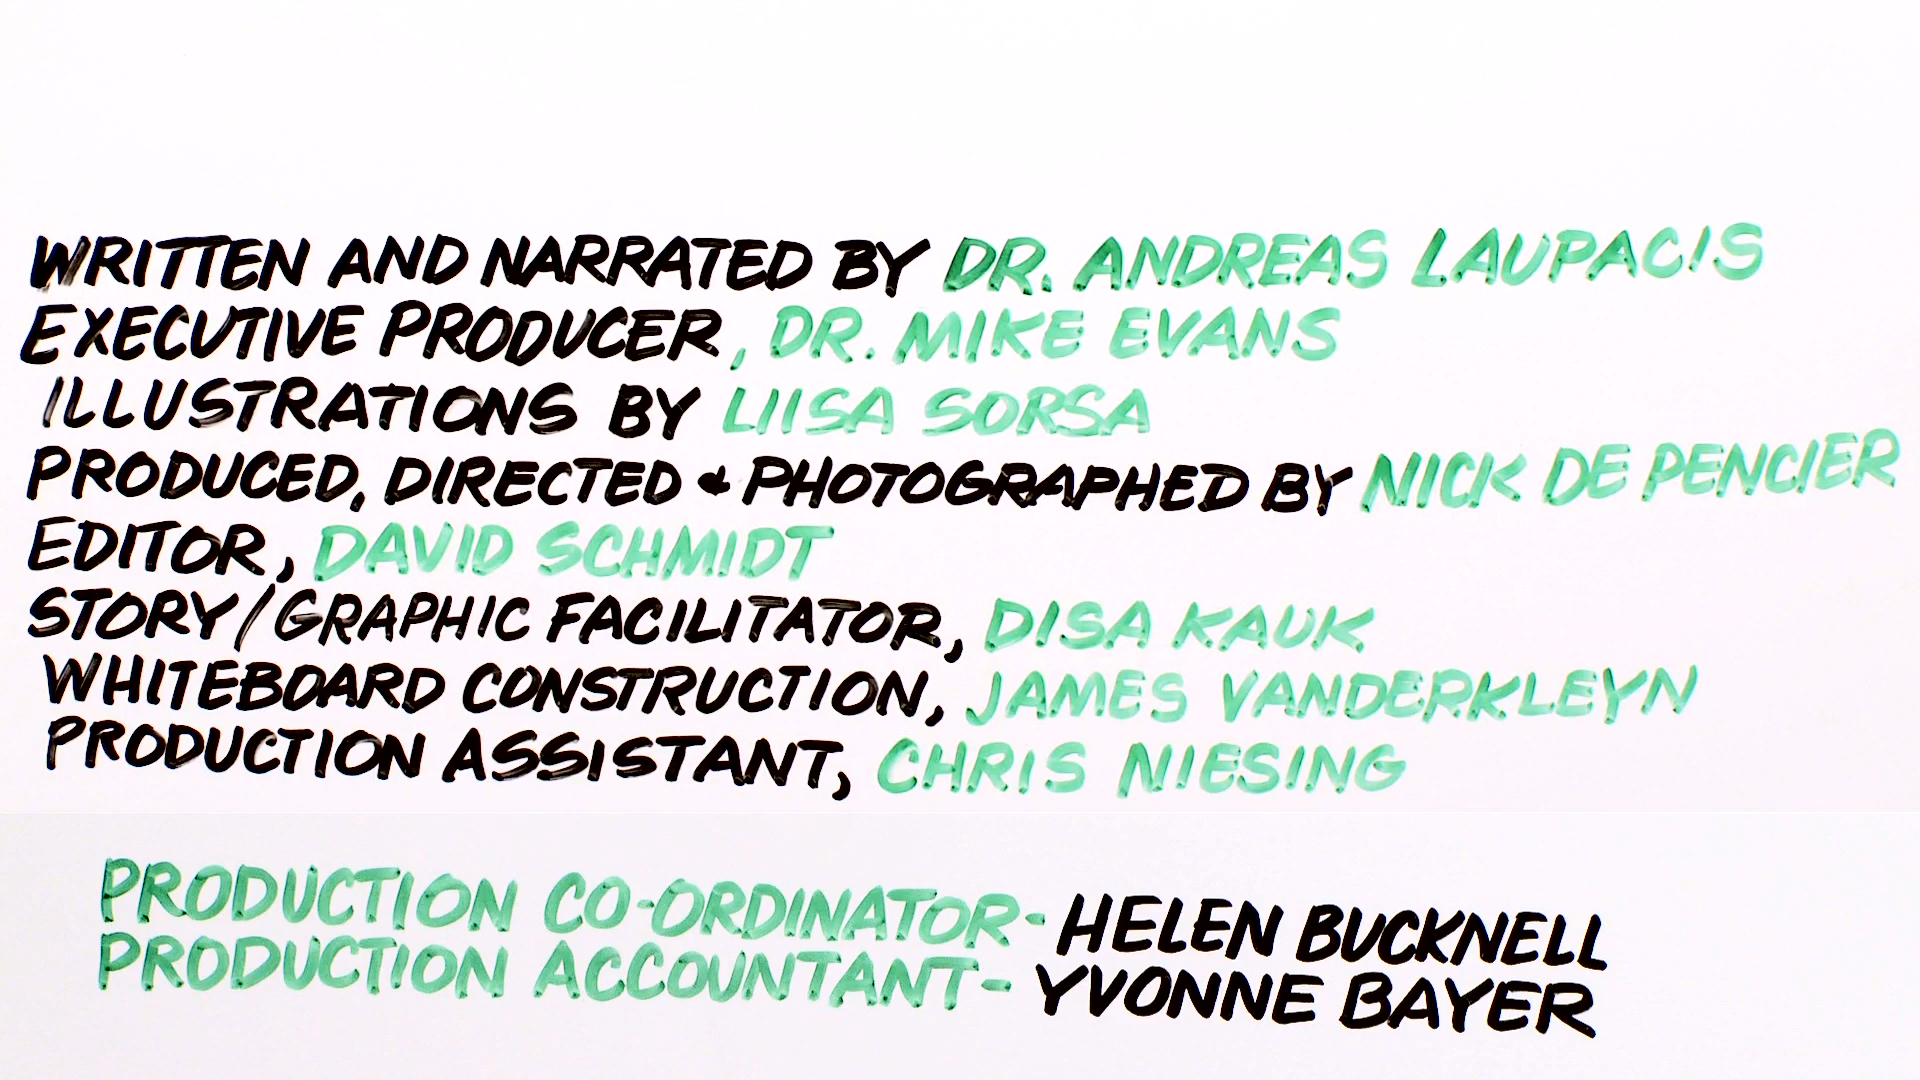 WRITTEN AND NARRATED BY DR. ANDREAS LAUPACIS
EXECUTIVE PRODUCER, DR. MIKE EVANS
ILLUSTRATIONS BY LIISA SORSA
PRODUCED, DIRECTED & PHOTOGRAPHED BY NICK DE PENCIER
EDITOR, DAVID SCHMIDT
STORY/GRAPHIC FACILITATOR, DISA KAUK
WHITEBOARD CONSTRUCTION, JAMES VANDERKLEYN
PRODUCTION ASSISTANT, CHRIS NIESING
PRODUCTION CO-ORDINATOR- HELEN BUCKNELL
PRODUCTION ACCOUNTANT- YVONNE BAYER